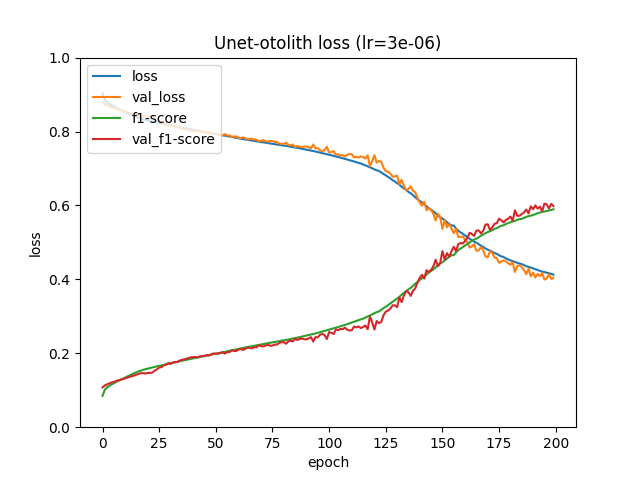 Unet-otolith loss (lr=3e-06)
1.0
0.8
0.6
0.4
0.2
0.0
loss
loss
val_loss
f1-score
val_f1-score
0 25 50 75 100 125 150 175 200
epoch